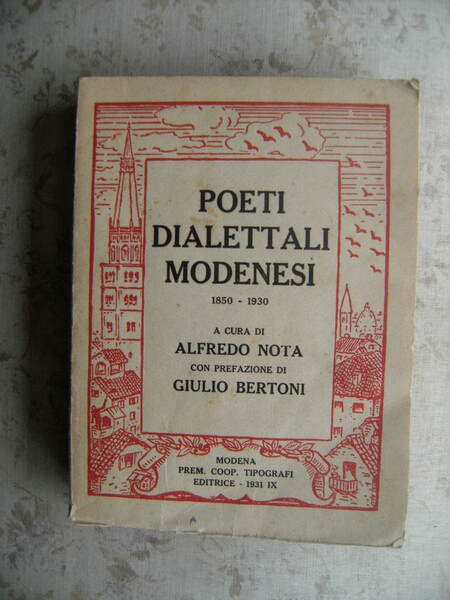 POETI
DIALETTALI
MODENESI
1850 - 1930
A CURA DI
ALFREDO NOTA
CON PREFAZIONE DI
GIULIO BERTONI
MODENA
PREM. COOP. TIPOGRAFI
EDITRICE - 1931 IX